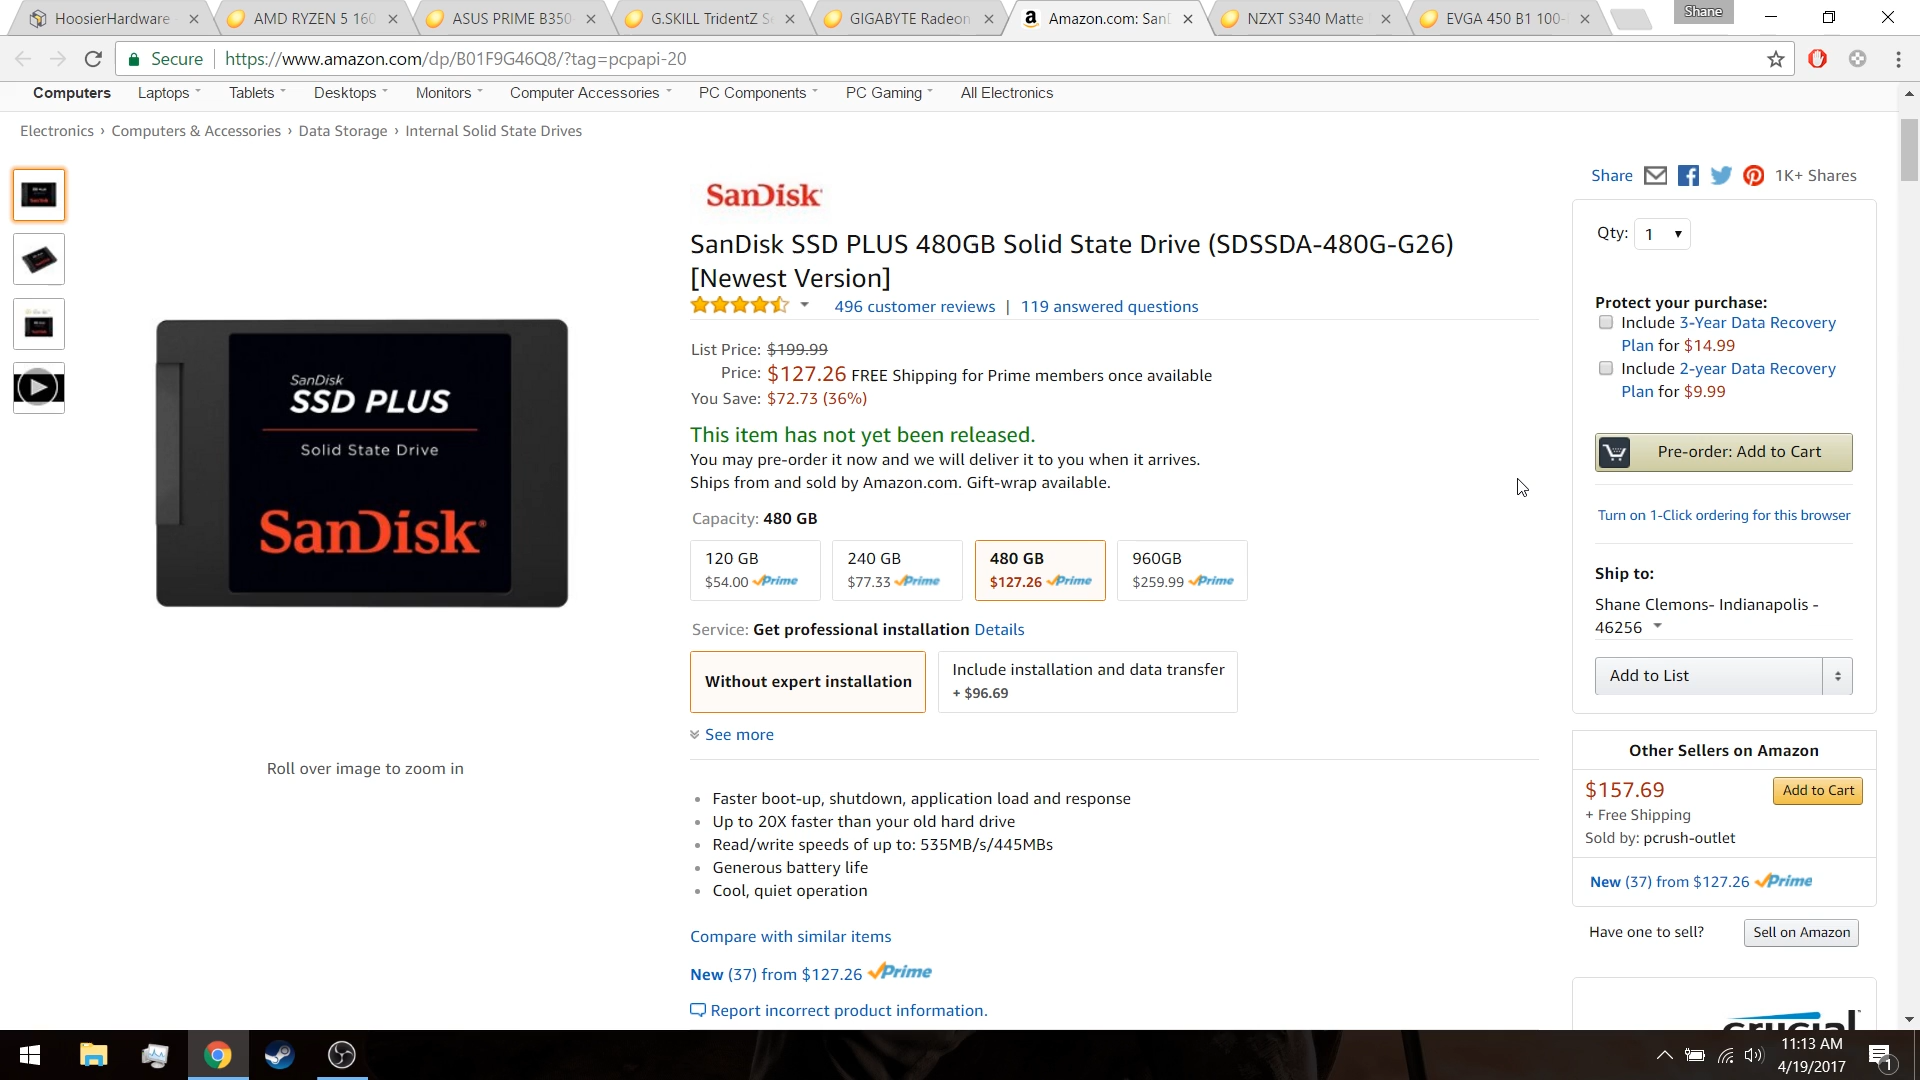 HoosierHardware
AMD RYZEN 5 160
ASUS PRIME B350
G.SKILL TridentZ Se
GIGABYTE Radeon
Amazon.com: SanD
NZXT S340 Matte
EVGA 450 B1 100-
Shane
Secure
https://www.amazon.com/dp/B01F9G46Q8/?tag=pcpapi-20
Computers Laptops Tablets Desktops Monitors Computer Accessories PC Components PC Gaming All Electronics
Electronics › Computers & Accessories › Data Storage › Internal Solid State Drives
SanDisk
SSD PLUS
Solid State Drive
SanDisk
Roll over image to zoom in
SanDisk
SanDisk SSD PLUS 480GB Solid State Drive (SDSSDA-480G-G26)
[Newest Version]
496 customer reviews | 119 answered questions
List Price: $199.99
Price: $127.26 FREE Shipping for Prime members once available
You Save: $72.73 (36%)
This item has not yet been released.
You may pre-order it now and we will deliver it to you when it arrives.
Ships from and sold by Amazon.com. Gift-wrap available.
Capacity: 480 GB
120 GB
$54.00 Prime
240 GB
$77.33 Prime
480 GB
$127.26 Prime
960GB
$259.99 Prime
Service: Get professional installation Details
Without expert installation
Include installation and data transfer
+ $96.69
See more
Faster boot-up, shutdown, application load and response
Up to 20X faster than your old hard drive
Read/write speeds of up to: 535MB/s/445MBs
Generous battery life
Cool, quiet operation
Compare with similar items
New (37) from $127.26 Prime
Report incorrect product information.
Share 1K+ Shares
Qty: 1
Protect your purchase:
Include 3-Year Data Recovery
Plan for $14.99
Include 2-year Data Recovery
Plan for $9.99
Pre-order: Add to Cart
Turn on 1-Click ordering for this browser
Ship to:
Shane Clemons- Indianapolis -
46256
Add to List
Other Sellers on Amazon
$157.69 Add to Cart
+ Free Shipping
Sold by: pcrush-outlet
New (37) from $127.26 Prime
Have one to sell? Sell on Amazon
crucial
11:13 AM
4/19/2017
1